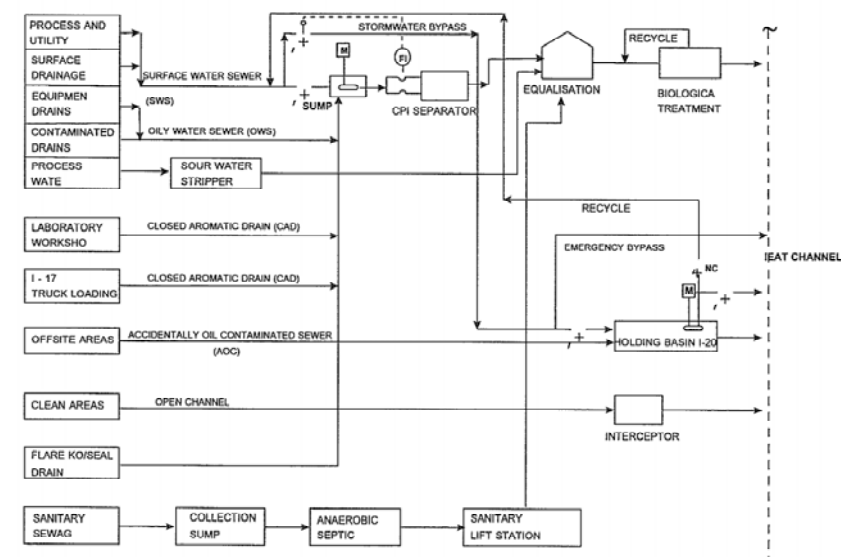 PROCESS AND
UTILITY
SURFACE
DRAINAGE
EQUIPMEN
DRAINS
CONTAMINATED
DRAINS
PROCESS
WATE
SURFACE WATER SEWER
(SWS)
OILY WATER SEWER (OWS)
SOUR WATER
STRIPPER
STORMWATER BYPASS
M
FI
SUMP
CPI SEPARATOR
EQUALISATION
RECYCLE
BIOLOGICA
TREATMENT
RECYCLE
EMERGENCY BYPASS
EAT CHANNEL
NC
M
LABORATORY
WORKSHO
CLOSED AROMATIC DRAIN (CAD)
I - 17
TRUCK LOADING
CLOSED AROMATIC DRAIN (CAD)
OFFSITE AREAS
ACCIDENTALLY OIL CONTAMINATED SEWER
(AOC)
HOLDING BASIN I-20
CLEAN AREAS
OPEN CHANNEL
INTERCEPTOR
FLARE KO/SEAL
DRAIN
SANITARY
SEWAG
COLLECTION
SUMP
ANAEROBIC
SEPTIC
SANITARY
LIFT STATION